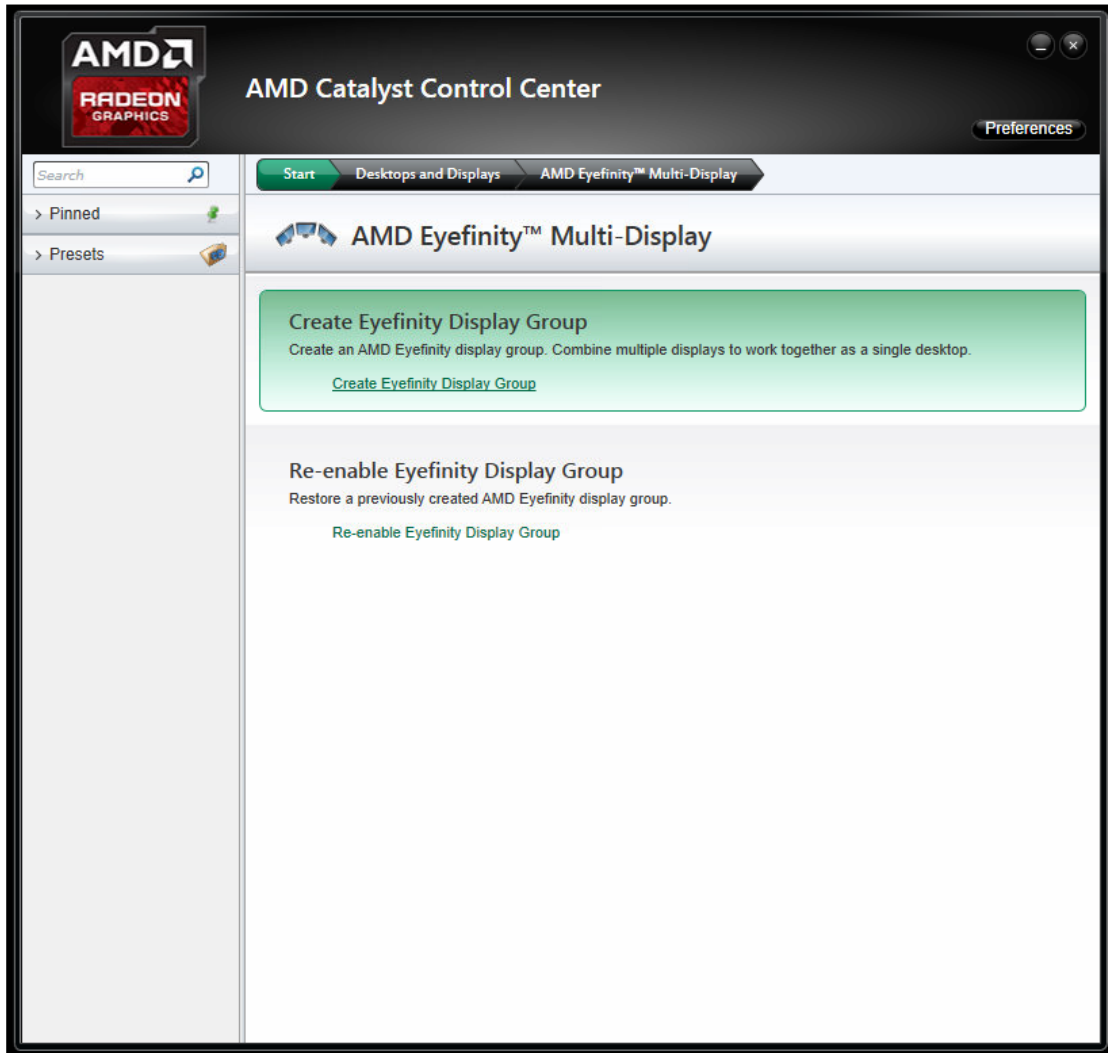 AMD
RADEON
GRAPHICS
AMD Catalyst Control Center
Preferences
Search
Start
Desktops and Displays
AMD Eyefinity™ Multi-Display
> Pinned
> Presets
AMD Eyefinity™ Multi-Display
Create Eyefinity Display Group
Create an AMD Eyefinity display group. Combine multiple displays to work together as a single desktop.
Create Eyefinity Display Group
Re-enable Eyefinity Display Group
Restore a previously created AMD Eyefinity display group.
Re-enable Eyefinity Display Group